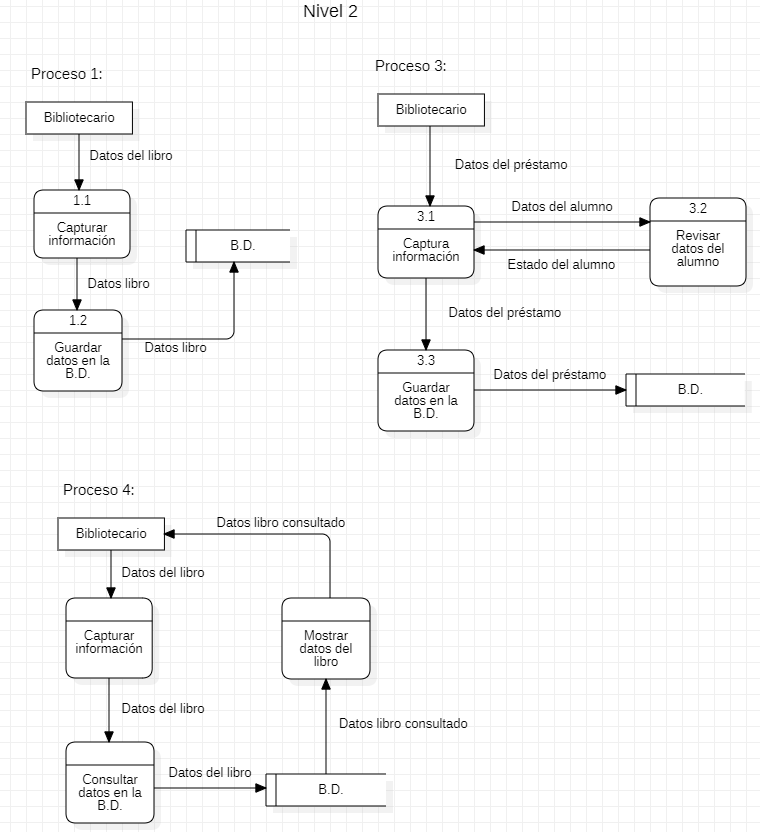 Nivel 2
Proceso 1:
Bibliotecario
Datos del libro
1.1
Capturar
información
Datos libro
1.2
Guardar
datos en la
B.D.
Datos libro
B.D.
Proceso 3:
Bibliotecario
Datos del préstamo
3.1
Captura
información
Datos del alumno
3.2
Revisar
datos del
alumno
Estado del alumno
Datos del préstamo
3.3
Guardar
datos en la
B.D.
Datos del préstamo
B.D.
Proceso 4:
Bibliotecario
Datos libro consultado
Datos del libro
Capturar
información
Mostrar
datos del
libro
Datos del libro
Datos libro consultado
Consultar
datos en la
B.D.
Datos del libro
B.D.